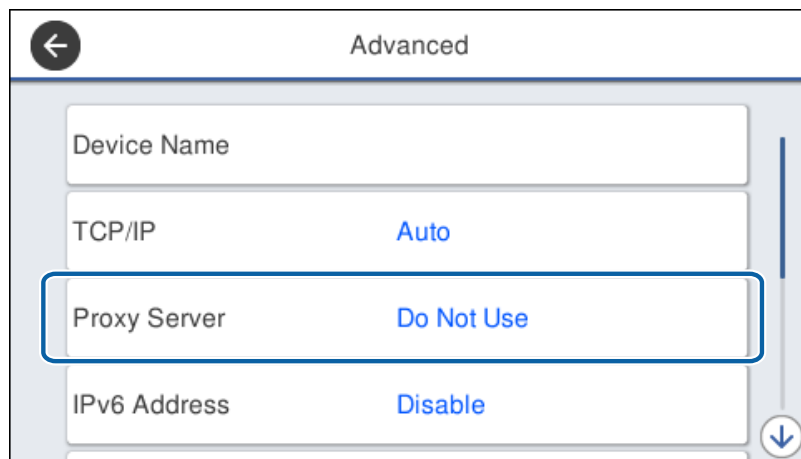 Advanced
Device Name
TCP/IP Auto
Proxy Server Do Not Use
IPv6 Address Disable